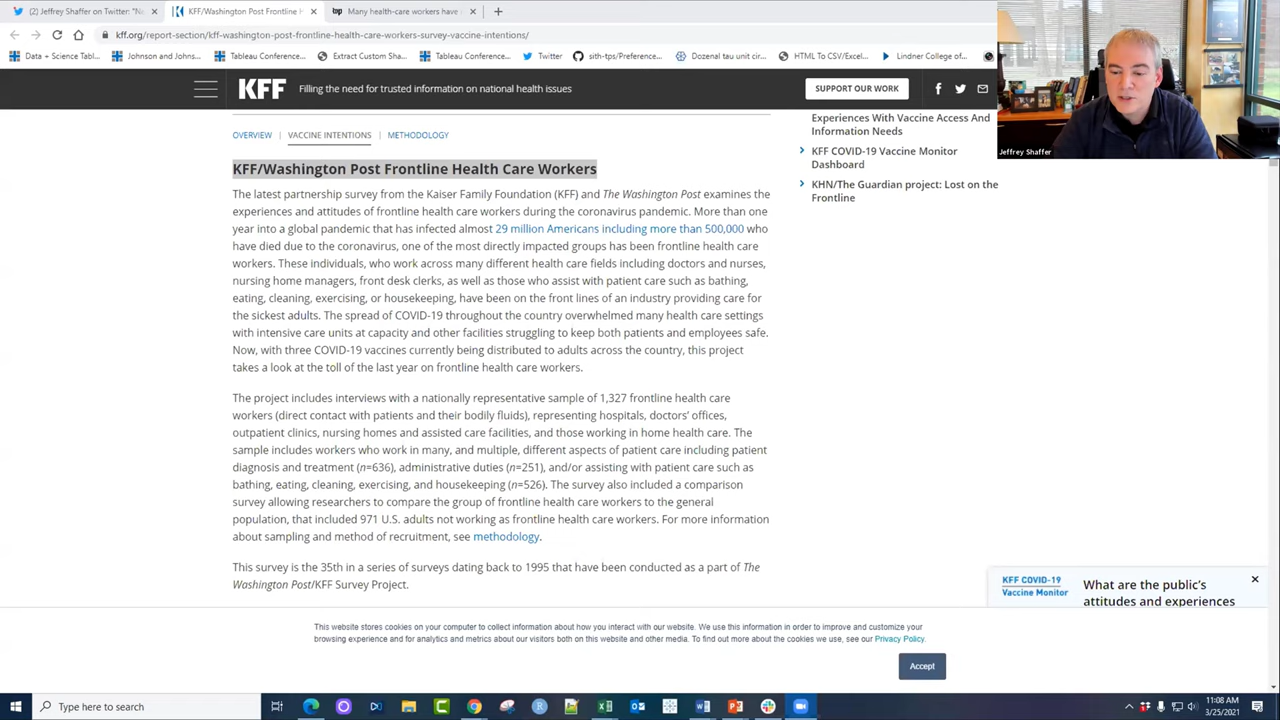 (2) Jeffrey Shaffer on Twitter: "N
KFF/Washington Post Frontline H
Many health-care workers have
kff.org/report-section/kff-washington-post-frontline- care-workers-survey-vaccine-intentions/
Data + Science Tabl...
Johnson and Johns...
Tableau Conference...
Extract Custom So...
Tableau Conferenc...
Tableau Conferenc...
Twitter
sith-tps/Preference...
Dozenal tau unit cir...
HTML To CSV/Excel...
Lindner College of...
KFF
mation on national health issues
SUPPORT OUR WORK
OVERVIEW | VACCINE INTENTIONS | METHODOLOGY
KFF/Washington Post Frontline Health Care Workers
The latest partnership survey from the Kaiser Family Foundation (KFF) and The Washington Post examines the
experiences and attitudes of frontline health care workers during the coronavirus pandemic. More than one
year into a global pandemic that has infected almost 29 million Americans including more than 500,000 who
have died due to the coronavirus, one of the most directly impacted groups has been frontline health care
workers. These individuals, who work across many different health care fields including doctors and nurses,
nursing home managers, front desk clerks, as well as those who assist with patient care such as bathing,
eating, cleaning, exercising, or housekeeping, have been on the front lines of an industry providing care for
the sickest adults. The spread of COVID-19 throughout the country overwhelmed many health care settings
with intensive care units at capacity and other facilities struggling to keep both patients and employees safe.
Now, with three COVID-19 vaccines currently being distributed to adults across the country, this project
takes a look at the toll of the last year on frontline health care workers.
The project includes interviews with a nationally representative sample of 1,327 frontline health care
workers (direct contact with patients and their bodily fluids), representing hospitals, doctors' offices,
outpatient clinics, nursing homes and assisted care facilities, and those working in home health care. The
sample includes workers who work in many, and multiple, different aspects of patient care including patient
diagnosis and treatment (n=636), administrative duties (n=251), and/or assisting with patient care such as
bathing, eating, cleaning, exercising, and housekeeping (n=526). The survey also included a comparison
survey allowing researchers to compare the group of frontline health care workers to the general
population, that included 971 U.S. adults not working as frontline health care workers. For more information
about sampling and method of recruitment, see methodology.
This survey is the 35th in a series of surveys dating back to 1995 that have been conducted as a part of The
Washington Post/KFF Survey Project.
Experiences With Vaccine Access And
Information Needs
KFF COVID-19 Vaccine Monitor
Dashboard
KHN/The Guardian project: Lost on the
Frontline
Jeffrey Shaffer
KFF COVID-19
Vaccine Monitor
What are the public's
attitudes and experiences
This website stores cookies on your computer to collect information about how you interact with our website. We use this information in order to improve and customize your
browsing experience and for analytics and metrics about our visitors both on this website and other media. To find out more about the cookies we use, see our Privacy Policy.
Accept
Type here to search
11:08 AM
3/25/2021